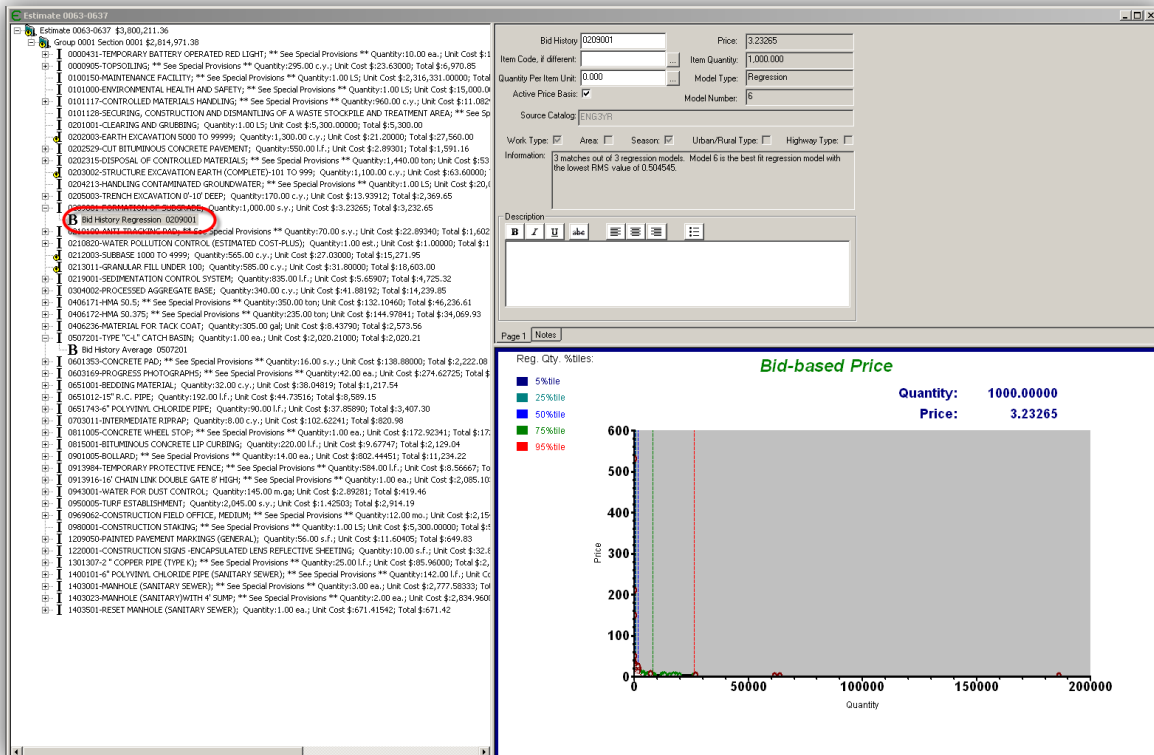 Estimate 0063-0637
Estimate 0063-0637 $3,800,211.36
Group 0001 Section 0001 $2,814,971.38
0000431-TEMPORARY BATTERY OPERATED RED LIGHT; ** See Special Provisions ** Quantity:10.00 ea.; Unit Cost $:1
0000905-TOPSOILING; ** See Special Provisions ** Quantity:295.00 c.y.; Unit Cost $:23.63000; Total $:6,970.85
0100150-MAINTENANCE FACILITY; ** See Special Provisions ** Quantity:1.00 LS; Unit Cost $:2,316,331.00000; Total
0101000-ENVIRONMENTAL HEALTH AND SAFETY; ** See Special Provisions ** Quantity:1.00 LS; Unit Cost $:15,000.0
0101117-CONTROLLED MATERIALS HANDLING; ** See Special Provisions ** Quantity:960.00 c.y.; Unit Cost $:11.082
0101128-SECURING, CONSTRUCTION AND DISMANTLING OF A WASTE STOCKPILE AND TREATMENT AREA; ** See Sp
0201001-CLEARING AND GRUBBING; Quantity:1.00 LS; Unit Cost $:5,300.00000; Total $:5,300.00
0202003-EARTH EXCAVATION 5000 TO 99999; Quantity:1,300.00 c.y.; Unit Cost $:21.20000; Total $:27,560.00
0202529-CUT BITUMINOUS CONCRETE PAVEMENT; Quantity:550.00 l.f.; Unit Cost $:2.89301; Total $:1,591.16
0202315-DISPOSAL OF CONTROLLED MATERIALS; ** See Special Provisions ** Quantity:1,440.00 ton; Unit Cost $:53
0203002-STRUCTURE EXCAVATION EARTH (COMPLETE)-101 TO 999; Quantity:1,100.00 c.y.; Unit Cost $:63.60000; T
0204213-HANDLING CONTAMINATED GROUNDWATER; ** See Special Provisions ** Quantity:1.00 LS; Unit Cost $:20,0
0205003-TRENCH EXCAVATION 0'-10' DEEP; Quantity:170.00 c.y.; Unit Cost $:13.93912; Total $:2,369.65
0209001-FORMATION OF SUBGRADE; Quantity:1,000.00 s.y.; Unit Cost $:3.23265; Total $:3,232.65
B Bid History Regression 0209001
0210100-ANTI-TRACKING PAD; ** See Special Provisions ** Quantity:70.00 s.y.; Unit Cost $:22.89340; Total $:1,602
0210820-WATER POLLUTION CONTROL (ESTIMATED COST-PLUS); Quantity:1.00 est.; Unit Cost $:1.00000; Total $:1
0212003-SUBBASE 1000 TO 4999; Quantity:565.00 c.y.; Unit Cost $:27.03000; Total $:15,271.95
0213011-GRANULAR FILL UNDER 100; Quantity:585.00 c.y.; Unit Cost $:31.80000; Total $:18,603.00
0219001-SEDIMENTATION CONTROL SYSTEM; Quantity:835.00 l.f.; Unit Cost $:5.65907; Total $:4,725.32
0304002-PROCESSED AGGREGATE BASE; Quantity:340.00 c.y.; Unit Cost $:41.88192; Total $:14,239.85
0406171-HMA S0.5; ** See Special Provisions ** Quantity:350.00 ton; Unit Cost $:132.10460; Total $:46,236.61
0406172-HMA S0.375; ** See Special Provisions ** Quantity:235.00 ton; Unit Cost $:144.97841; Total $:34,069.93
0406236-MATERIAL FOR TACK COAT; Quantity:305.00 gal; Unit Cost $:8.43790; Total $:2,573.56
0507201-TYPE "C-L" CATCH BASIN; Quantity:1.00 ea.; Unit Cost $:2,020.21000; Total $:2,020.21
B Bid History Average 0507201
0601353-CONCRETE PAD; ** See Special Provisions ** Quantity:16.00 s.y.; Unit Cost $:138.88000; Total $:2,222.08
0603169-PROGRESS PHOTOGRAPHS; ** See Special Provisions ** Quantity:42.00 ea.; Unit Cost $:274.62725; Total $
0651001-BEDDING MATERIAL; Quantity:32.00 c.y.; Unit Cost $:38.04819; Total $:1,217.54
0651012-15" R.C. PIPE; Quantity:192.00 l.f.; Unit Cost $:44.73516; Total $:8,589.15
0651743-6" POLYVINYL CHLORIDE PIPE; Quantity:90.00 l.f.; Unit Cost $:37.85890; Total $:3,407.30
0703011-INTERMEDIATE RIPRAP; Quantity:8.00 c.y.; Unit Cost $:102.62241; Total $:820.98
0811005-CONCRETE WHEEL STOP; ** See Special Provisions ** Quantity:1.00 ea.; Unit Cost $:172.92341; Total $:172
0815001-BITUMINOUS CONCRETE LIP CURBING; Quantity:220.00 l.f.; Unit Cost $:9.67747; Total $:2,129.04
0901005-BOLLARD; ** See Special Provisions ** Quantity:14.00 ea.; Unit Cost $:802.44451; Total $:11,234.22
0913984-TEMPORARY PROTECTIVE FENCE; ** See Special Provisions ** Quantity:584.00 l.f.; Unit Cost $:8.56667; To
0913916-16' CHAIN LINK DOUBLE GATE 8' HIGH; ** See Special Provisions ** Quantity:1.00 ea.; Unit Cost $:2,085.103
0943001-WATER FOR DUST CONTROL; Quantity:145.00 m.ga; Unit Cost $:2.89281; Total $:419.46
0950005-TURF ESTABLISHMENT; Quantity:2,045.00 s.y.; Unit Cost $:1.42503; Total $:2,914.19
0969062-CONSTRUCTION FIELD OFFICE, MEDIUM; ** See Special Provisions ** Quantity:12.00 mo.; Unit Cost $:2,15
0980001-CONSTRUCTION STAKING; ** See Special Provisions ** Quantity:1.00 LS; Unit Cost $:5,300.00000; Total $:5
1209050-PAINTED PAVEMENT MARKINGS (GENERAL); Quantity:56.00 s.f.; Unit Cost $:11.60405; Total $:649.83
1220001-CONSTRUCTION SIGNS -ENCAPSULATED LENS REFLECTIVE SHEETING; Quantity:10.00 s.f.; Unit Cost $:32.8
1301307-2 " COPPER PIPE (TYPE K); ** See Special Provisions ** Quantity:25.00 l.f.; Unit Cost $:85.96000; Total $:2,
1400101-6" POLYVINYL CHLORIDE PIPE (SANITARY SEWER); ** See Special Provisions ** Quantity:142.00 l.f.; Unit Co
1403001-MANHOLE (SANITARY SEWER); ** See Special Provisions ** Quantity:3.00 ea.; Unit Cost $:2,777.58333; Tot
1403023-MANHOLE (SANITARY)WITH 4' SUMP; ** See Special Provisions ** Quantity:2.00 ea.; Unit Cost $:2,834.9600
1403501-RESET MANHOLE (SANITARY SEWER); Quantity:1.00 ea.; Unit Cost $:671.41542; Total $:671.42
Bid History 0209001 Price: 3.23265
Item Code, if different: ... Item Quantity: 1,000.000
Quantity Per Item Unit: 0.000 ... Model Type: Regression
Active Price Basis: Model Number: 6
Source Catalog: ENG3YR
Work Type: Area: Season: Urban/Rural Type: Highway Type:
Information: 3 matches out of 3 regression models. Model 6 is the best fit regression model with
the lowest RMS value of 0.504545.
Description
B I U abc
Page 1 Notes
Reg. Qty. %tiles:
Bid-based Price
5%tile
25%tile
50%tile
75%tile
95%tile
Quantity: 1000.00000
Price: 3.23265
600
500
400
300
200
100
0
Price
0 50000 100000 150000 200000
Quantity